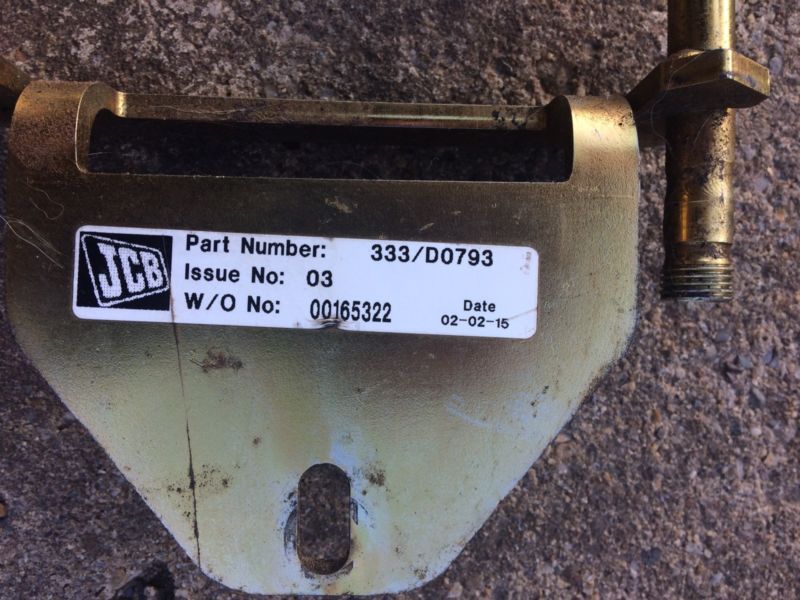 JCB
Part Number: 333/D0793
Issue No: 03
W/O No: 00165322
Date
02-02-15